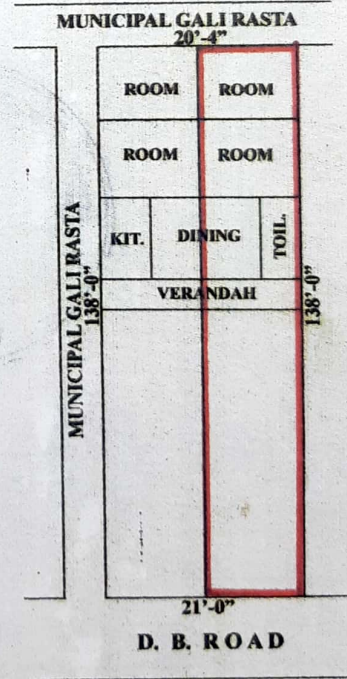 MUNICIPAL GALI RASTA
20'-4"
ROOM ROOM
ROOM ROOM
KIT. DINING TOIL.
VERANDAH
MUNICIPAL GALI RASTA
138'-0"
138'-0"
21'-0"
D. B. ROAD